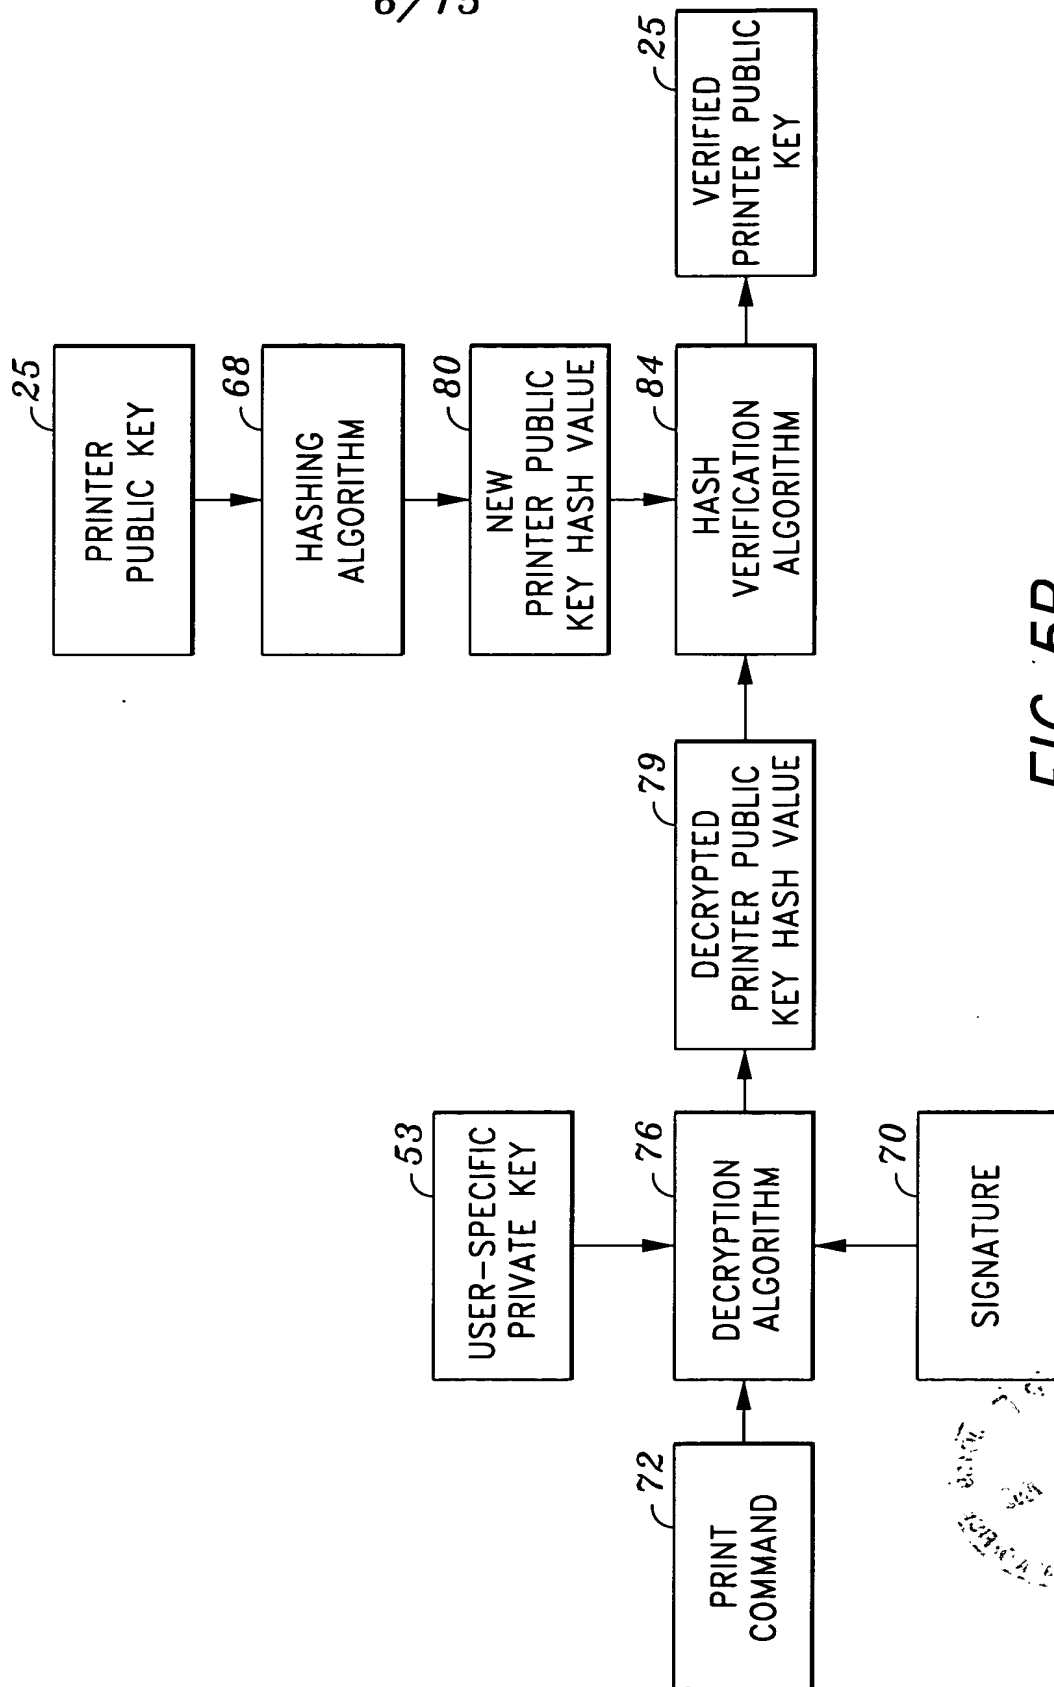 6/15
25
PRINTER
PUBLIC KEY
68
HASHING
ALGORITHM
80
NEW
PRINTER PUBLIC
KEY HASH VALUE
53
USER-SPECIFIC
PRIVATE KEY
72
PRINT
COMMAND
76
DECRYPTION
ALGORITHM
79
DECRYPTED
PRINTER PUBLIC
KEY HASH VALUE
84
HASH
VERIFICATION
ALGORITHM
25
VERIFIED
PRINTER PUBLIC
KEY
70
SIGNATURE
FIG. 5B